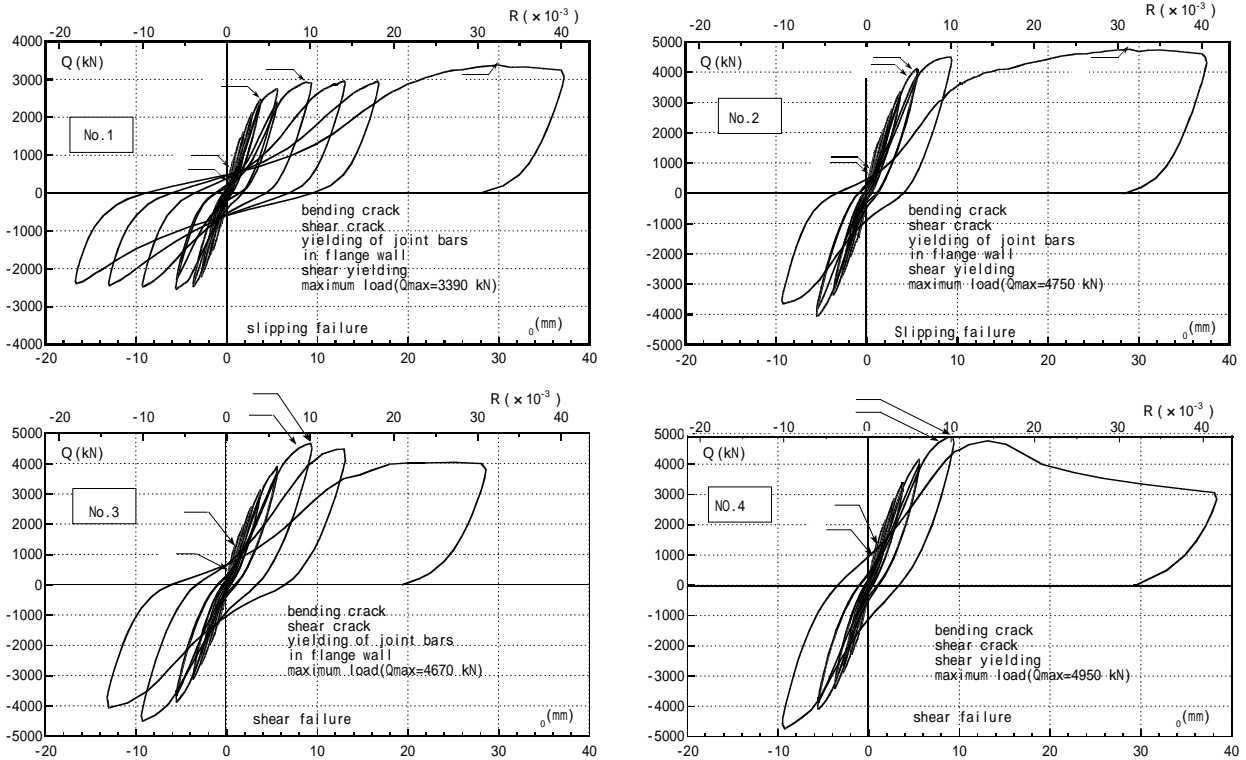 R ( × 10-3 )
-20 -10 0 10 20 30 40
4000
3000
2000
1000
0
-1000
-2000
-3000
-4000
Q (kN)
No.1
bending crack
shear crack
yielding of joint bars
in flange wall
shear yielding
maximum load(Qmax=3390 kN)
slipping failure
0(mm)
-20 -10 0 10 20 30 40
R ( × 10-3 )
-20 -10 0 10 20 30 40
5000
4000
3000
2000
1000
0
-1000
-2000
-3000
-4000
-5000
Q (kN)
No.2
bending crack
shear crack
yielding of joint bars
in flange wall
shear yielding
maximum load(Qmax=4750 kN)
Slipping failure
0(mm)
-20 -10 0 10 20 30 40
R ( × 10-3 )
-20 -10 0 10 20 30 40
5000
4000
3000
2000
1000
0
-1000
-2000
-3000
-4000
-5000
Q (kN)
No.3
bending crack
shear crack
yielding of joint bars
in flange wall
maximum load(Qmax=4670 kN)
shear failure
0(mm)
-20 -10 0 10 20 30 40
R ( × 10-3 )
-20 -10 0 10 20 30 40
5000
4000
3000
2000
1000
0
-1000
-2000
-3000
-4000
-5000
Q (kN)
N0.4
bending crack
shear crack
shear yielding
maximum load(Qmax=4950 kN)
shear failure
0(mm)
-20 -10 0 10 20 30 40